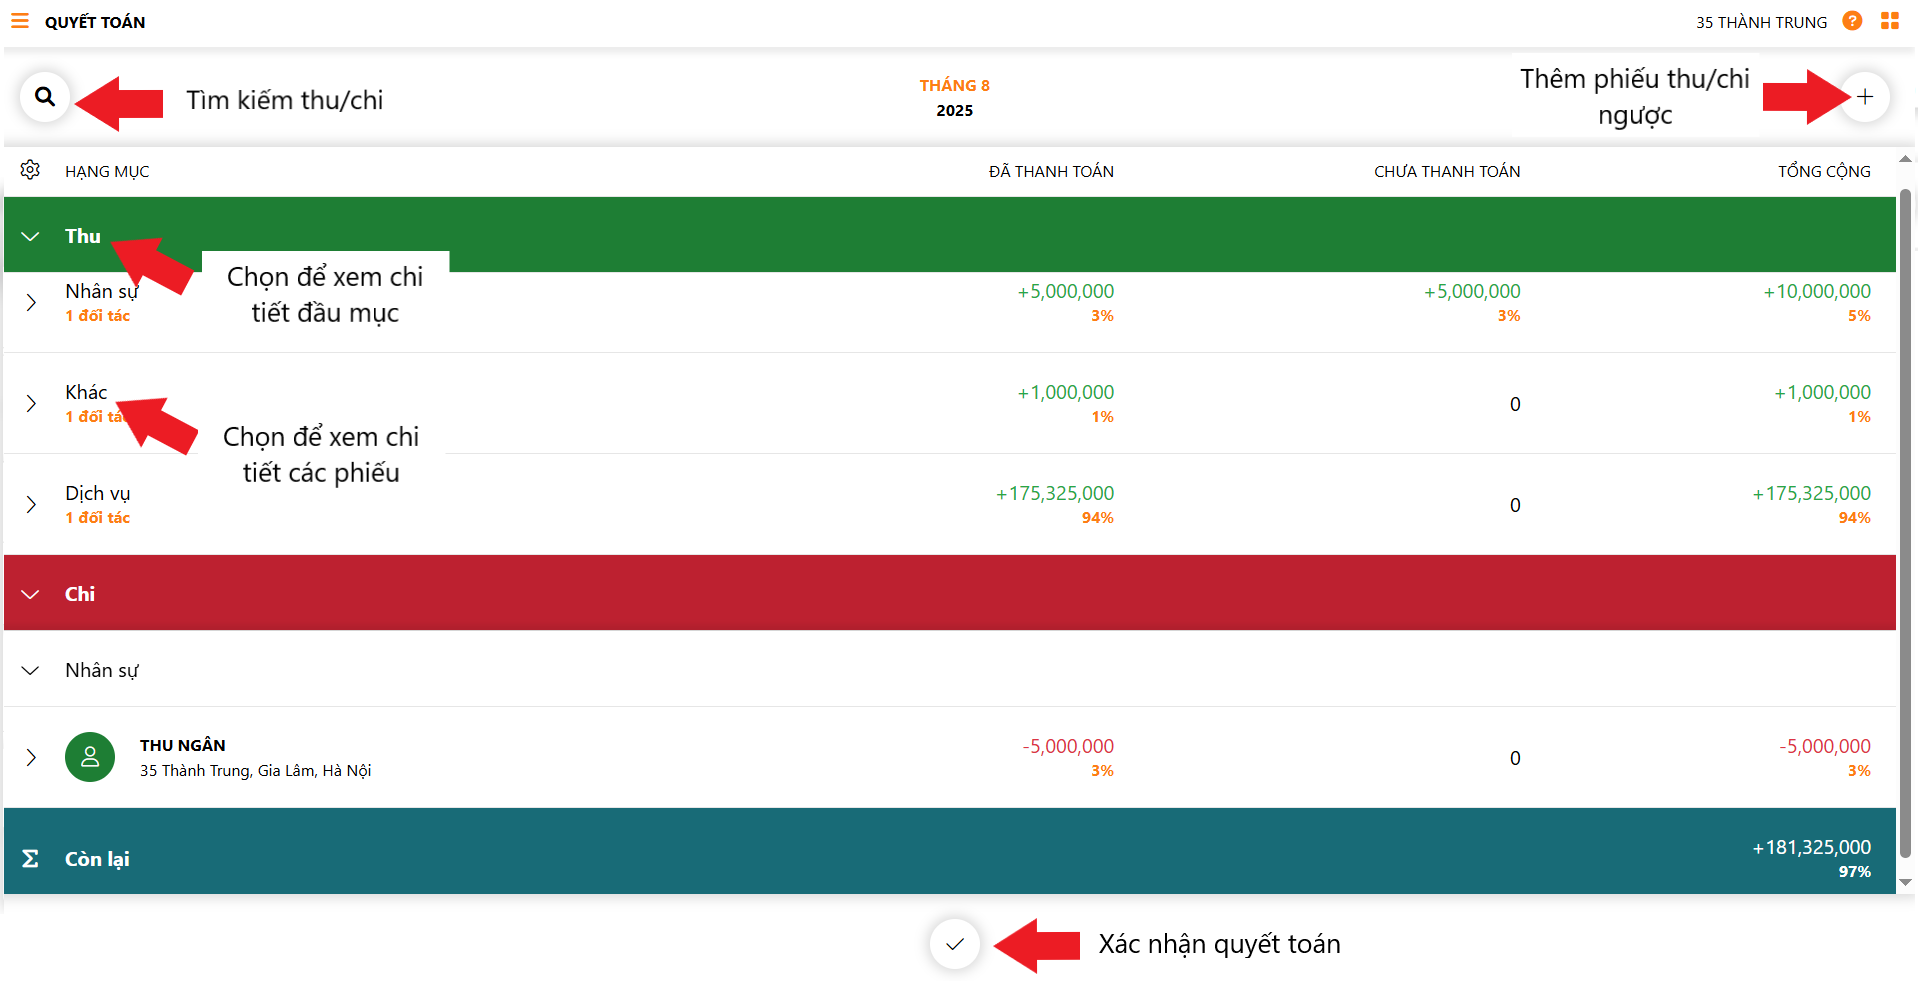 QUYẾT TOÁN
35 THÀNH TRUNG
?
Tìm kiếm thu/chi
THÁNG 8
2025
Thêm phiếu thu/chi
ngược
HẠNG MỤC
ĐÃ THANH TOÁN
CHƯA THANH TOÁN
TỔNG CỘNG
Thu
Chọn để xem chi
tiết đầu mục
Nhân sự
+5,000,000
+5,000,000
+10,000,000
1 đối tác
3%
3%
5%
Khác
+1,000,000
0
+1,000,000
1 đối tác
1%
1%
Chọn để xem chi
tiết các phiếu
Dịch vụ
+175,325,000
0
+175,325,000
1 đối tác
94%
94%
Chi
Nhân sự
THU NGÂN
-5,000,000
0
-5,000,000
35 Thành Trung, Gia Lâm, Hà Nội
3%
3%
Σ Còn lại
+181,325,000
97%
Xác nhận quyết toán